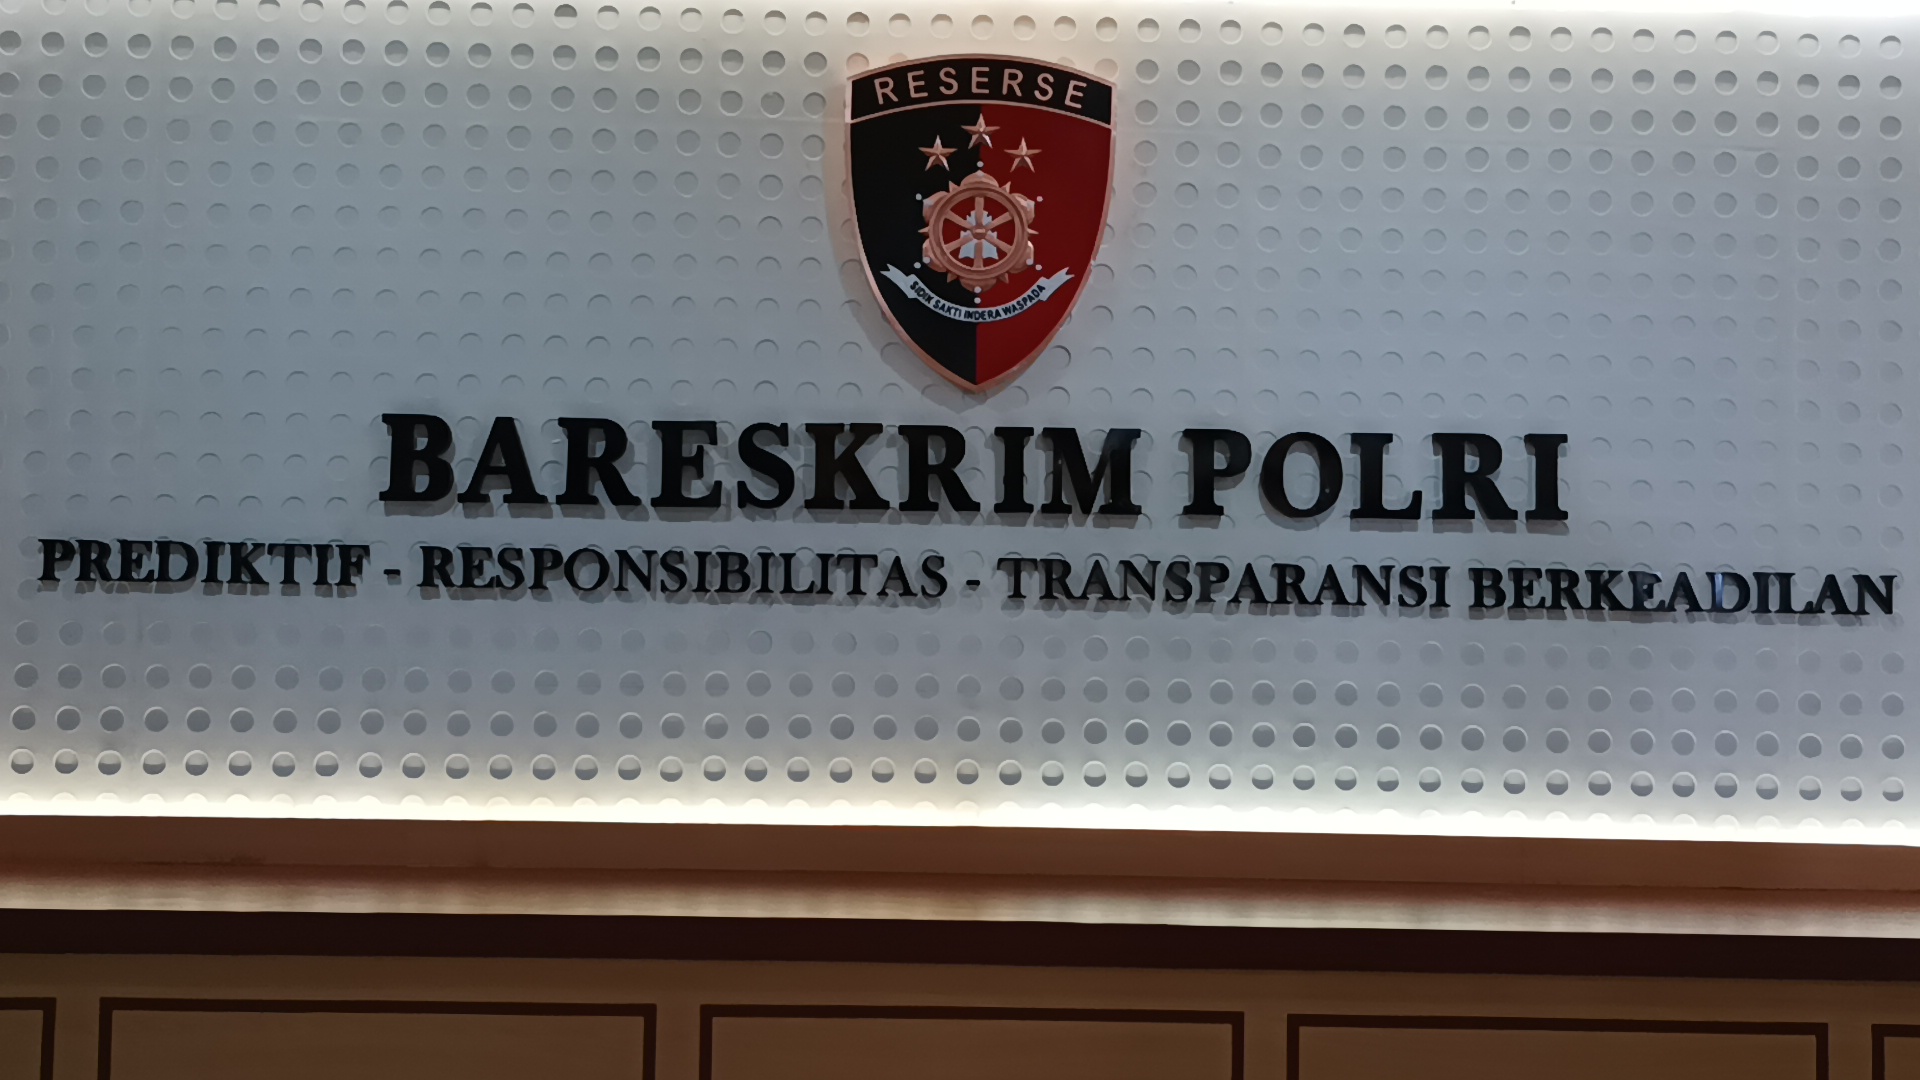 RESERSE
SIDIK SAKTI INDERA WASPADA
BARESKRIM POLRI
PREDIKTIF - RESPONSIBILITAS - TRANSPARANSI BERKEADILAN